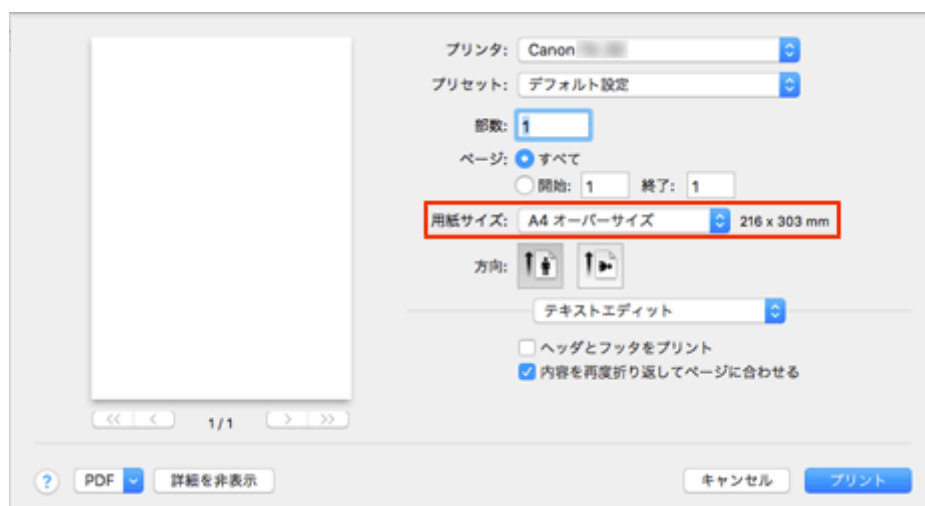 プリンタ: Canon
プリセット: デフォルト設定
部数: 1
ページ: すべて
開始: 1 終了: 1
用紙サイズ: A4 オーバーサイズ 216 x 303 mm
方向:
テキストエディット
ヘッダとフッタをプリント
内容を再度折り返してページに合わせる
1 / 1
? PDF 詳細を非表示 キャンセル プリント